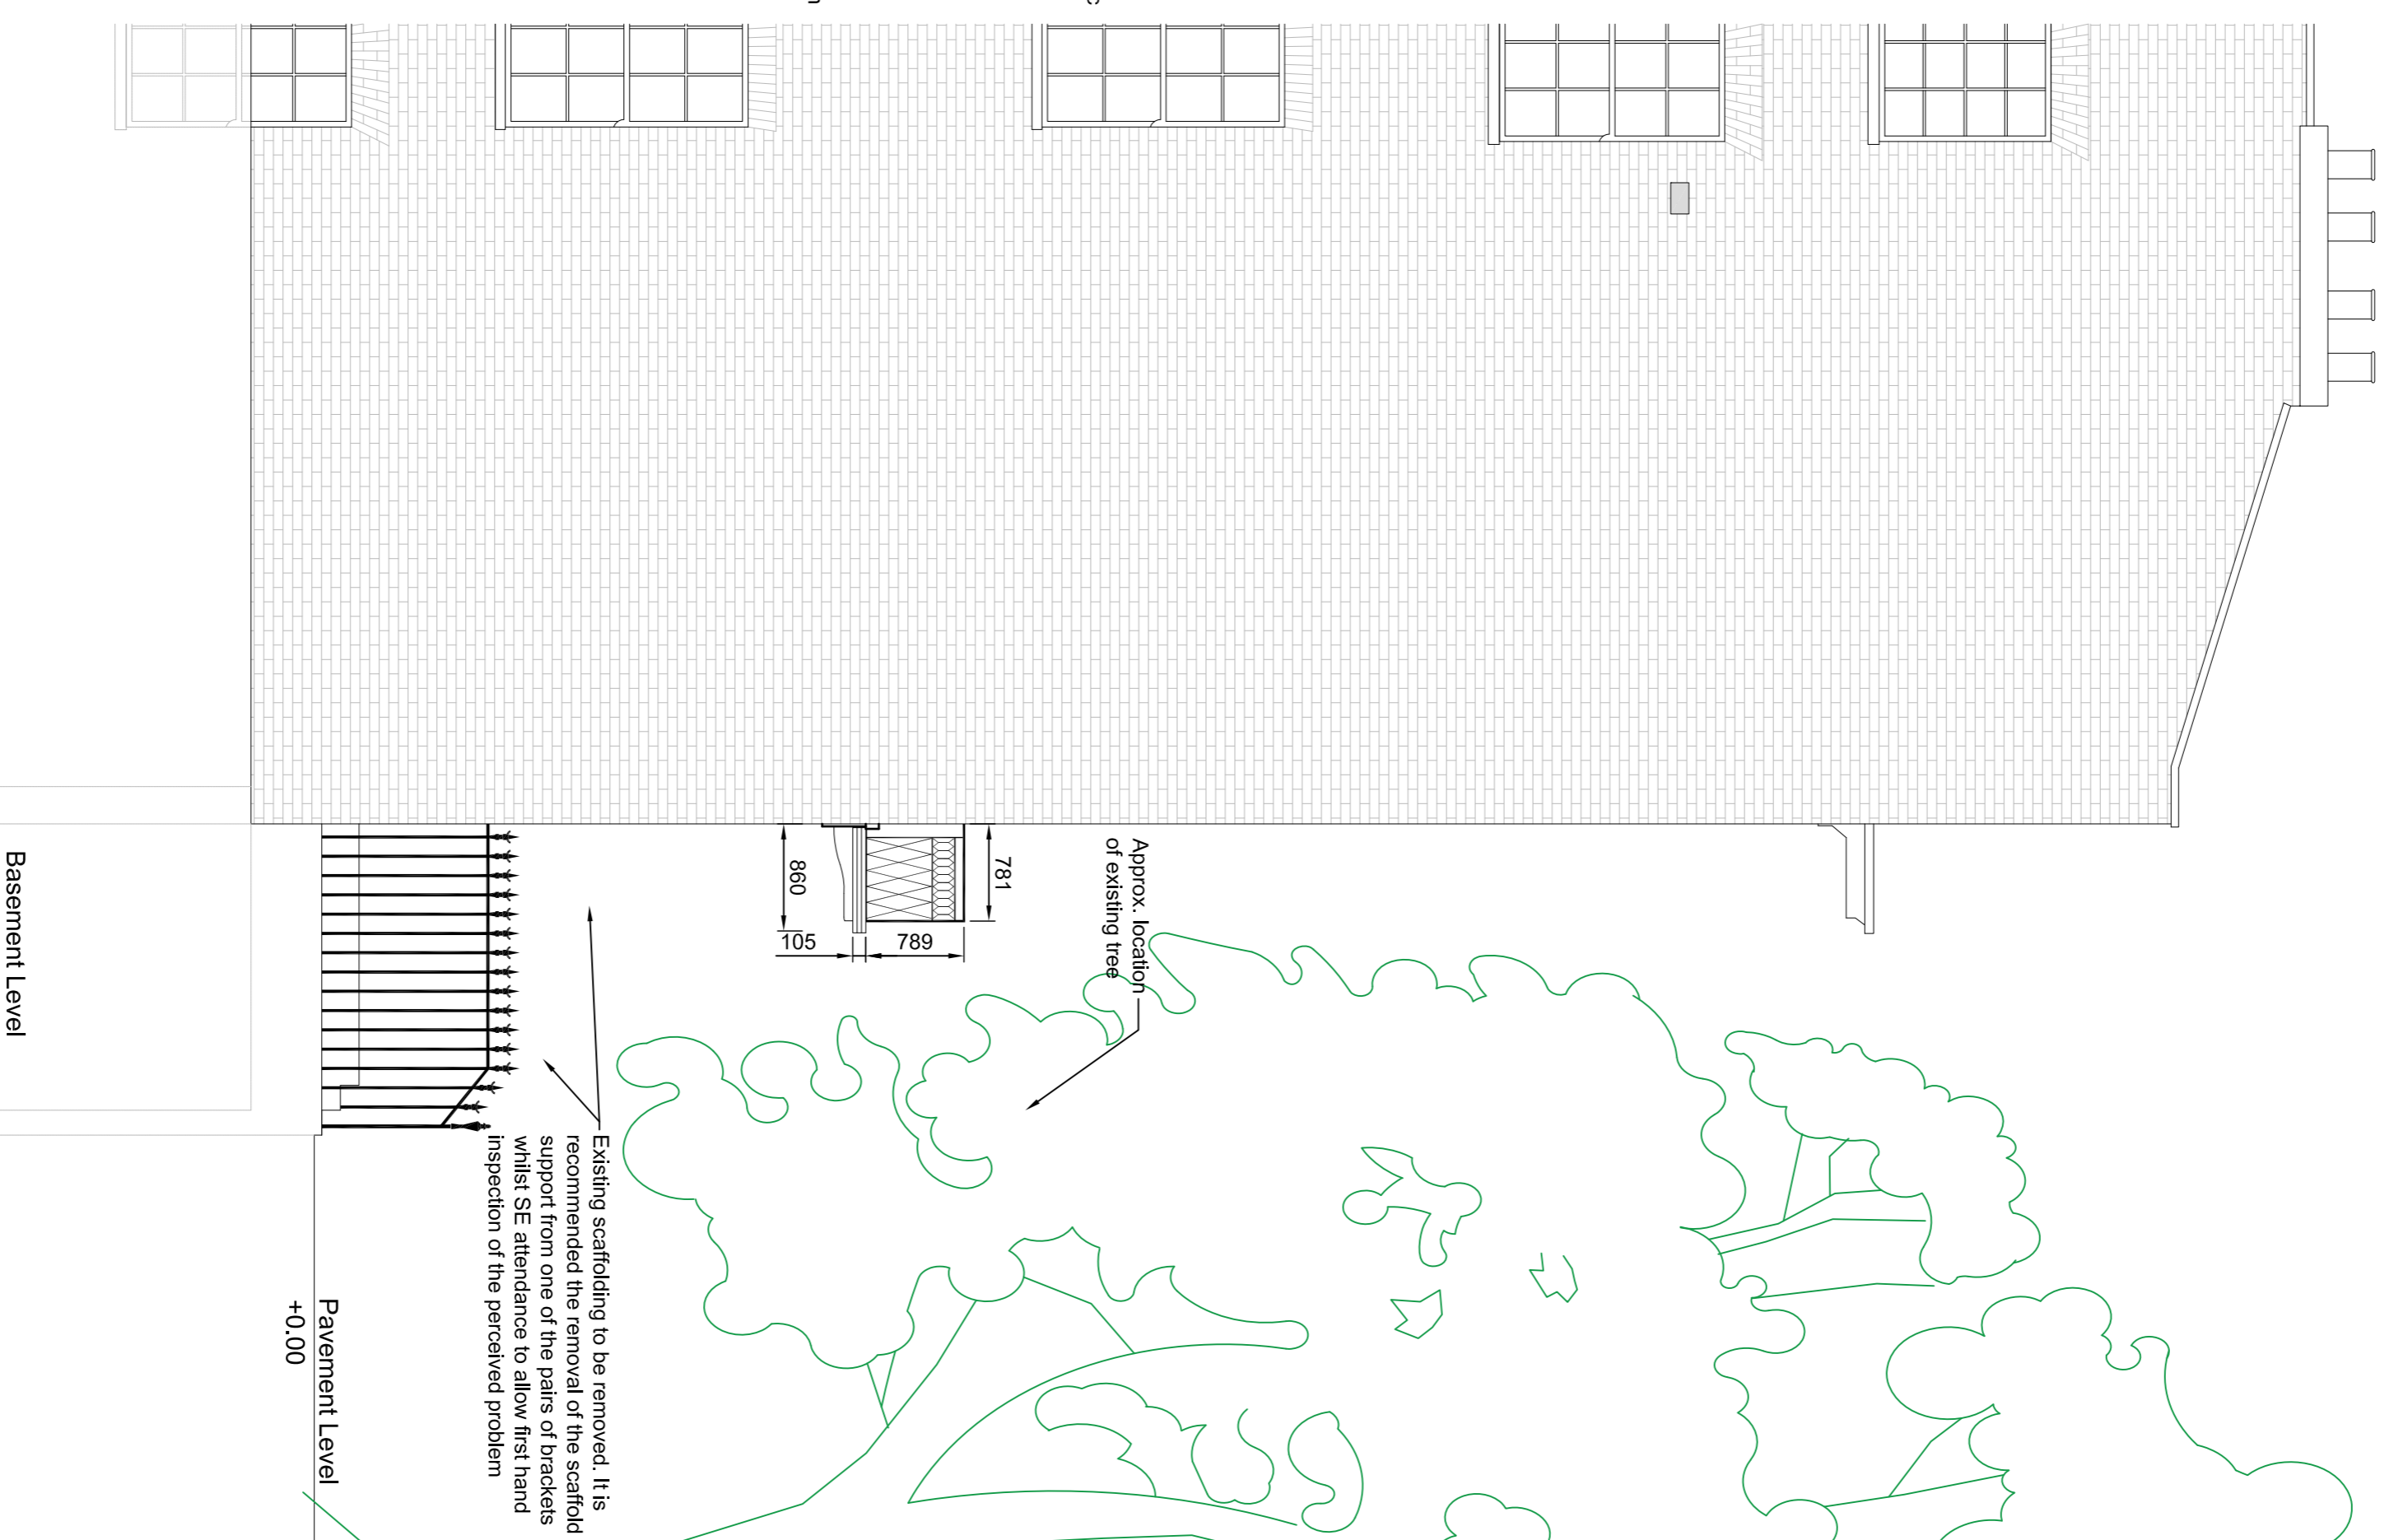 Approx. location
of existing tree
781
860
105
789
Existing scaffolding to be removed. It is
recommended the removal of the scaffold
support from one of the pairs of brackets
whilst SE attendance to allow first hand
inspection of the perceived problem
Pavement Level
+0.00
Basement Level